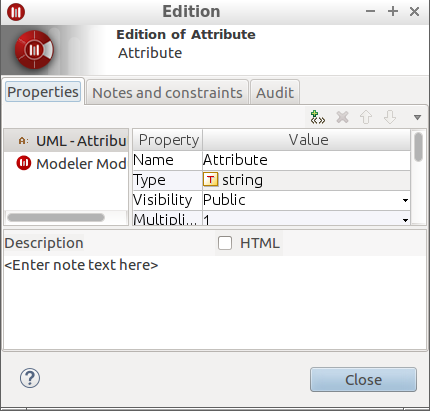 Edition
Edition of Attribute
Attribute
Properties Notes and constraints Audit
UML - Attribu
Modeler Mod
Property Value
Name Attribute
Type T string
Visibility Public
Multipli... 1
Description HTML
<Enter note text here>
? Close